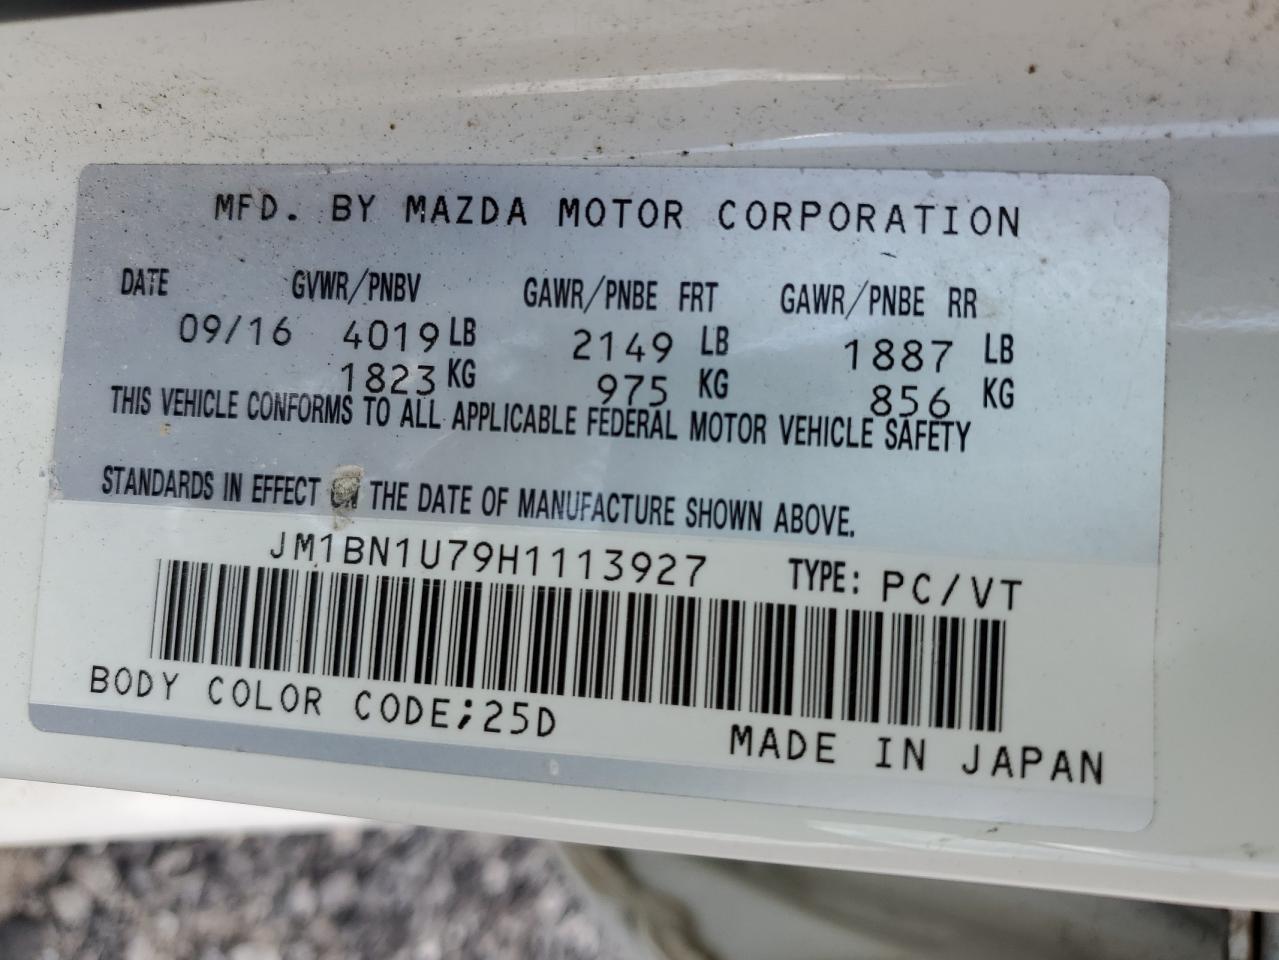 MFD. BY MAZDA MOTOR CORPORATION
DATE GVWR/PNBV GAWR/PNBE FRT GAWR/PNBE RR
09/16 4019 LB 2149 LB 1887 LB
1823 KG 975 KG 856 KG
THIS VEHICLE CONFORMS TO ALL APPLICABLE FEDERAL MOTOR VEHICLE SAFETY
STANDARDS IN EFFECT ON THE DATE OF MANUFACTURE SHOWN ABOVE.
JM1BN1U79H1113927 TYPE: PC/VT
BODY COLOR CODE;25D
MADE IN JAPAN